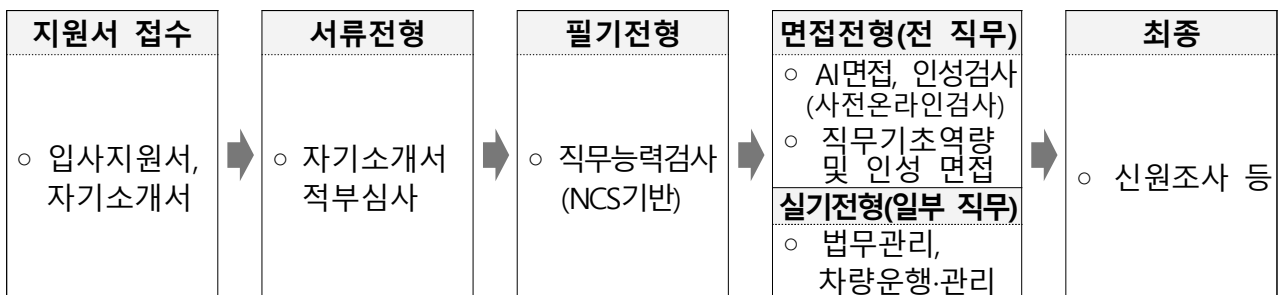 지원서 접수
○ 입사지원서,
자기소개서
서류전형
○ 자기소개서
적부심사
필기전형
○ 직무능력검사
(NCS기반)
면접전형(전 직무)
○ AI면접, 인성검사
(사전온라인검사)
○ 직무기초역량
및 인성 면접
실기전형(일부 직무)
○ 법무관리,
차량운행·관리
최종
○ 신원조사 등